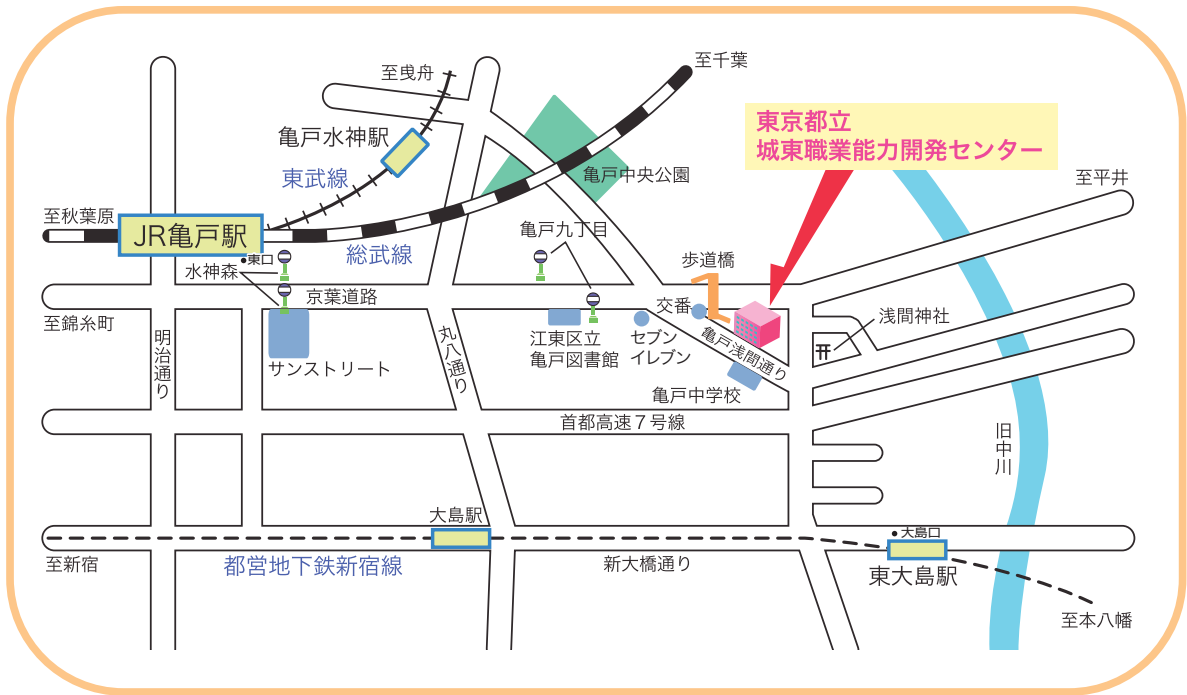 至千葉
至曳舟
東京都立
城東職業能力開発センター
亀戸水神駅
東武線
亀戸中央公園
至平井
至秋葉原
JR亀戸駅
総武線
亀戸九丁目
東口
水神森
歩道橋
京葉道路
交番
浅間神社
至錦糸町
明治通り
丸八通り
江東区立
亀戸図書館
セブン
イレブン
亀戸浅間通り
サンストリート
亀戸中学校
首都高速7号線
旧中川
大島駅
大島口
至新宿
都営地下鉄新宿線
新大橋通り
東大島駅
至本八幡